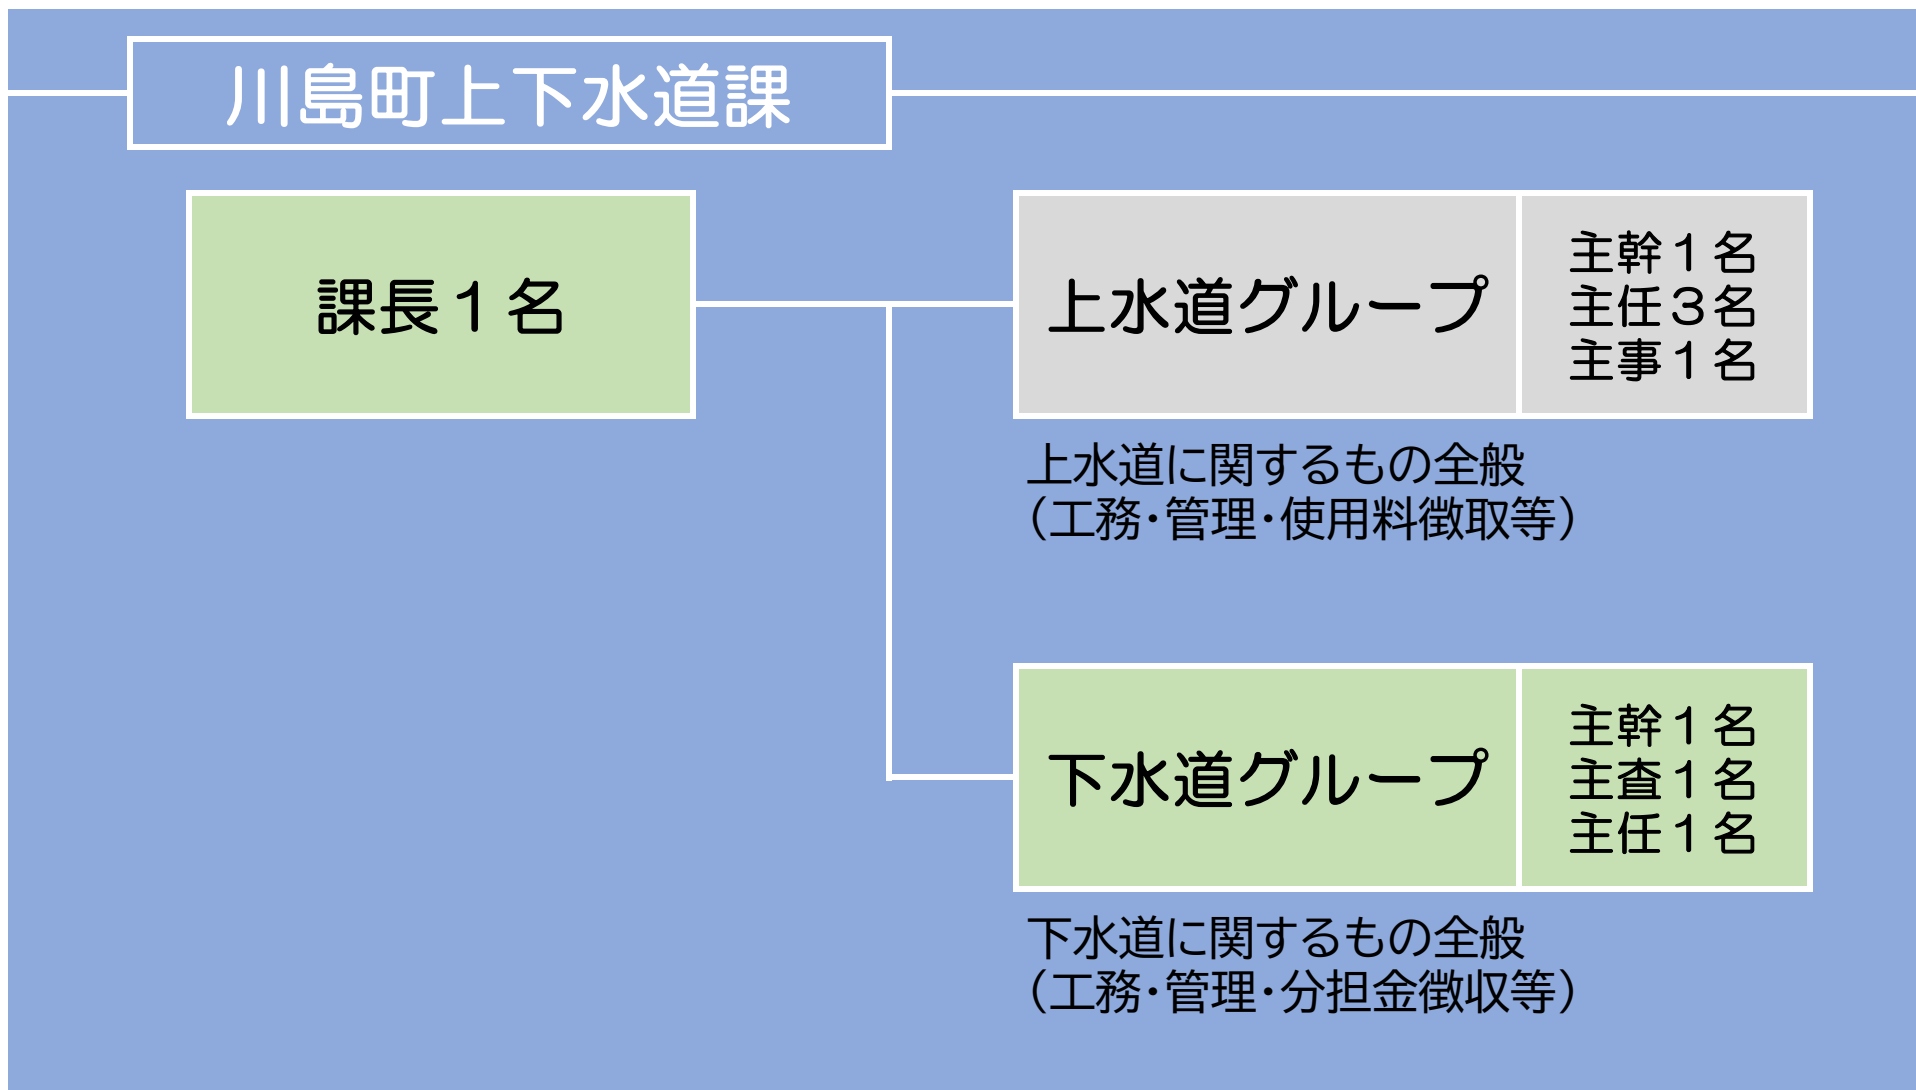 川島町上下水道課
課長１名
上水道グループ
主幹１名
主任３名
主事１名
上水道に関するもの全般
（工務･管理･使用料徴取等）
下水道グループ
主幹１名
主査１名
主任１名
下水道に関するもの全般
（工務･管理･分担金徴収等）